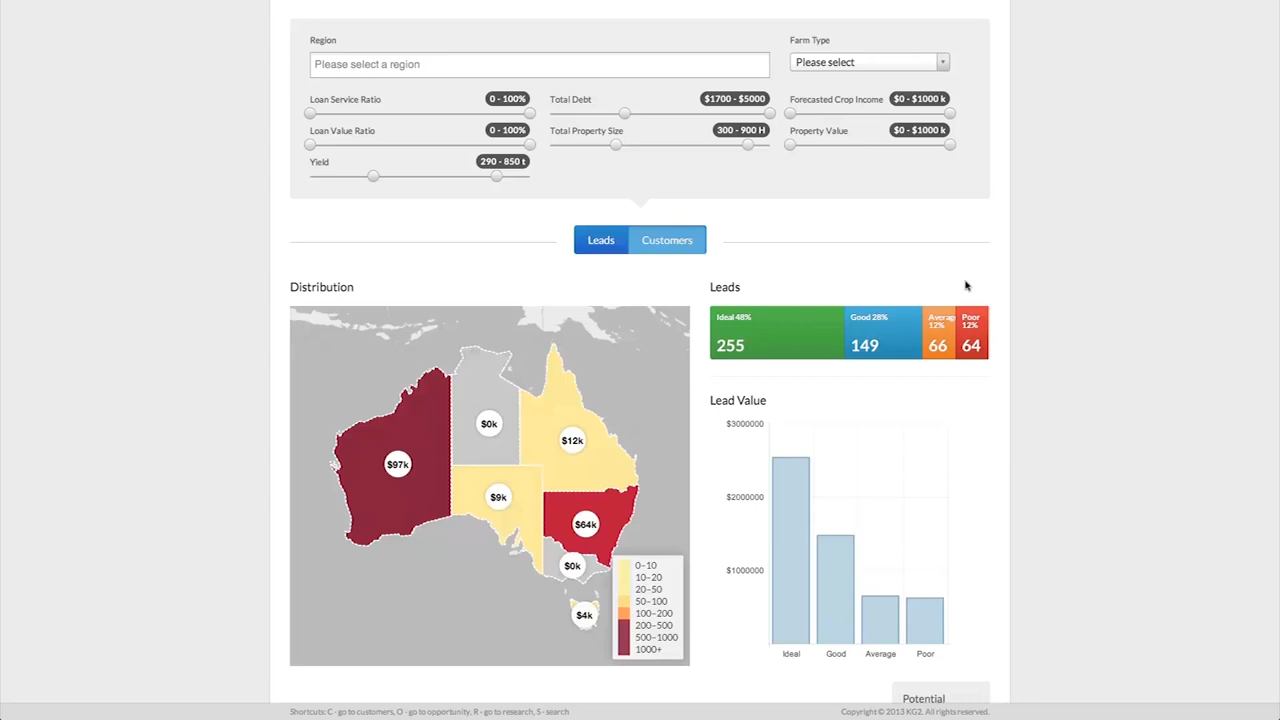 Region
Farm Type
Please select a region
Please select
Loan Service Ratio 0 - 100%
Total Debt $1700 - $5000
Forecasted Crop Income $0 - $1000 k
Loan Value Ratio 0 - 100%
Total Property Size 300 - 900 H
Property Value $0 - $1000 k
Yield 290 - 850 t
Leads Customers
Distribution
$0k
$12k
$97k
$9k
$64k
$0k
$4k
0–10
10–20
20–50
50–100
100–200
200–500
500–1000
1000+
Leads
Ideal 48%
255
Good 28%
149
Averag
12%
66
Poor
12%
64
Lead Value
$3000000
$2000000
$1000000
Ideal Good Average Poor
Potential
Shortcuts: C - go to customers, O - go to opportunity, R - go to research, S - search
Copyright © 2013 KG2. All rights reserved.